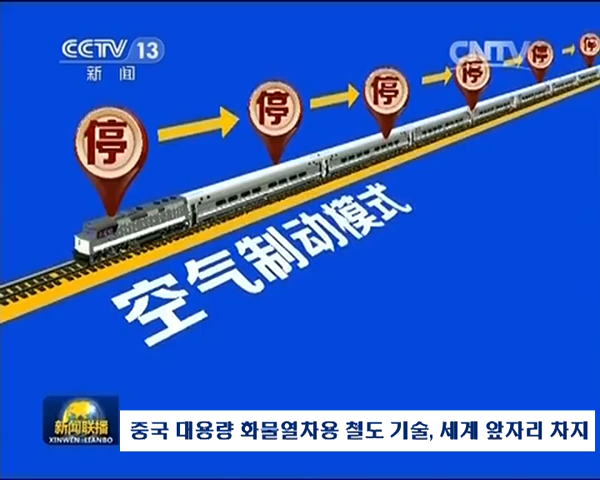 CCTV 13
新闻
CNTV
停 停 停 停 停 停
空气制动模式
新闻联播
XINWEN LIANBO
중국 대용량 화물열차용 철도 기술, 세계 앞자리 차지